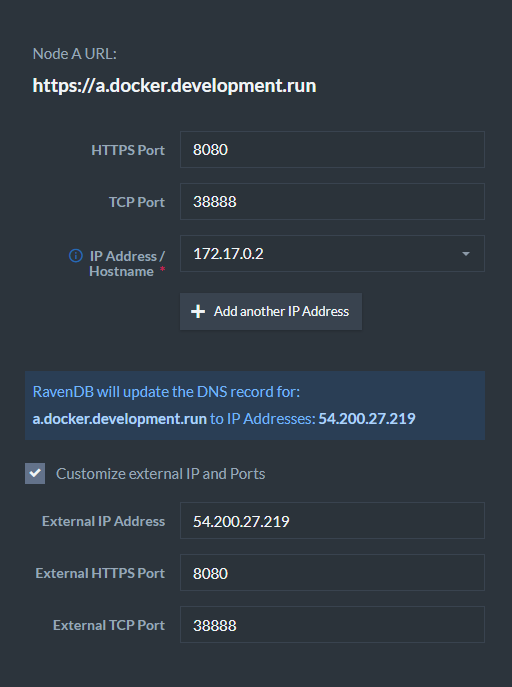 Node A URL:
https://a.docker.development.run
HTTPS Port 8080
TCP Port 38888
IP Address / 172.17.0.2
Hostname *
Add another IP Address
RavenDB will update the DNS record for:
a.docker.development.run to IP Addresses: 54.200.27.219
Customize external IP and Ports
External IP Address 54.200.27.219
External HTTPS Port 8080
External TCP Port 38888